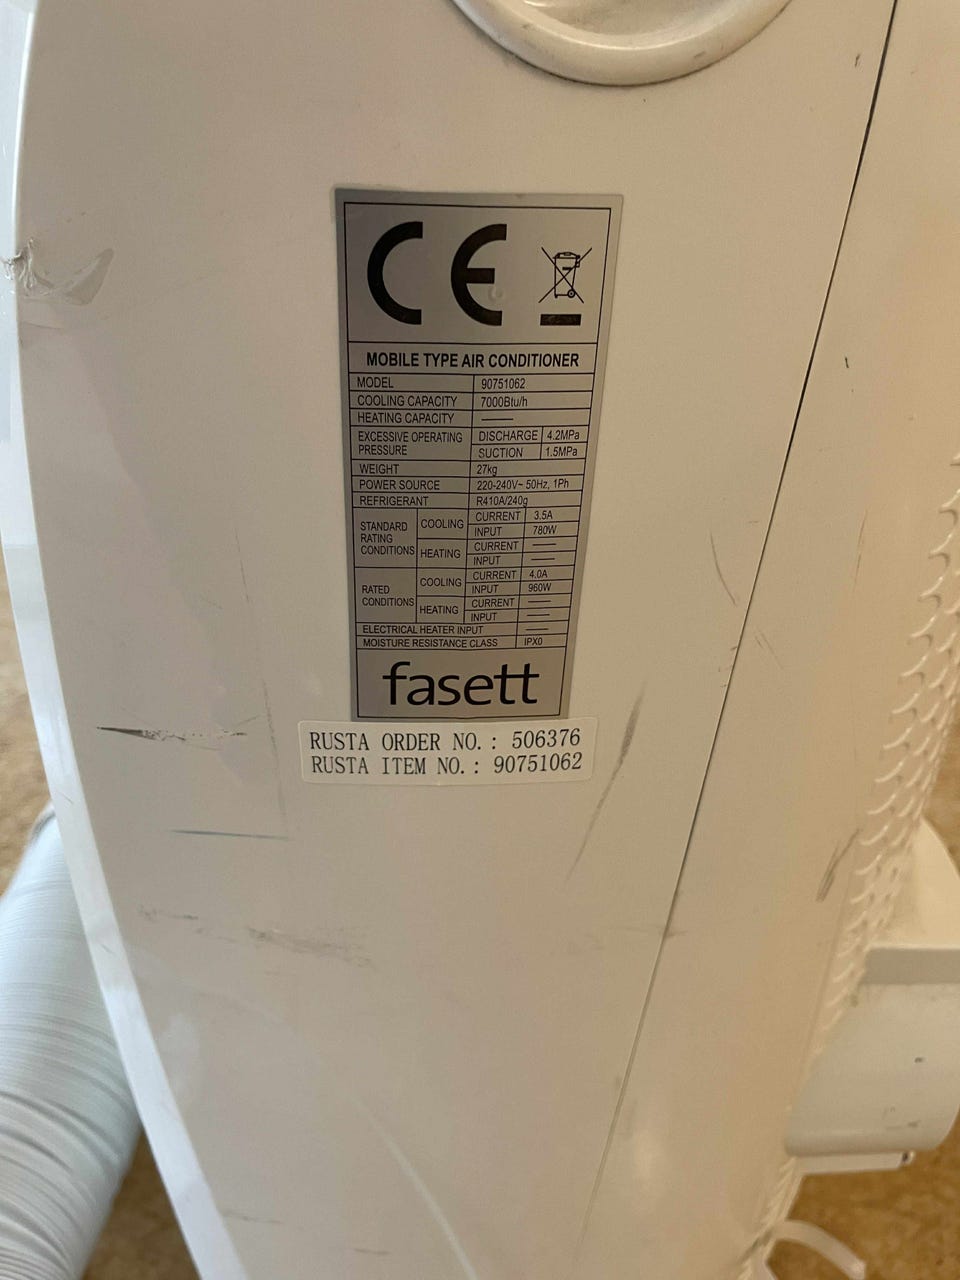 CE
MOBILE TYPE AIR CONDITIONER
MODEL 90751062
COOLING CAPACITY 7000Btu/h
HEATING CAPACITY ——
EXCESSIVE OPERATING PRESSURE DISCHARGE 4.2MPa
SUCTION 1.5MPa
WEIGHT 27kg
POWER SOURCE 220-240V~ 50Hz, 1Ph
REFRIGERANT R410A/240g
STANDARD RATING CONDITIONS COOLING CURRENT 3.5A
INPUT 780W
HEATING CURRENT ——
INPUT ——
RATED CONDITIONS COOLING CURRENT 4.0A
INPUT 960W
HEATING CURRENT ——
INPUT ——
ELECTRICAL HEATER INPUT ——
MOISTURE RESISTANCE CLASS IPX0
fasett
RUSTA ORDER NO.: 506376
RUSTA ITEM NO.: 90751062